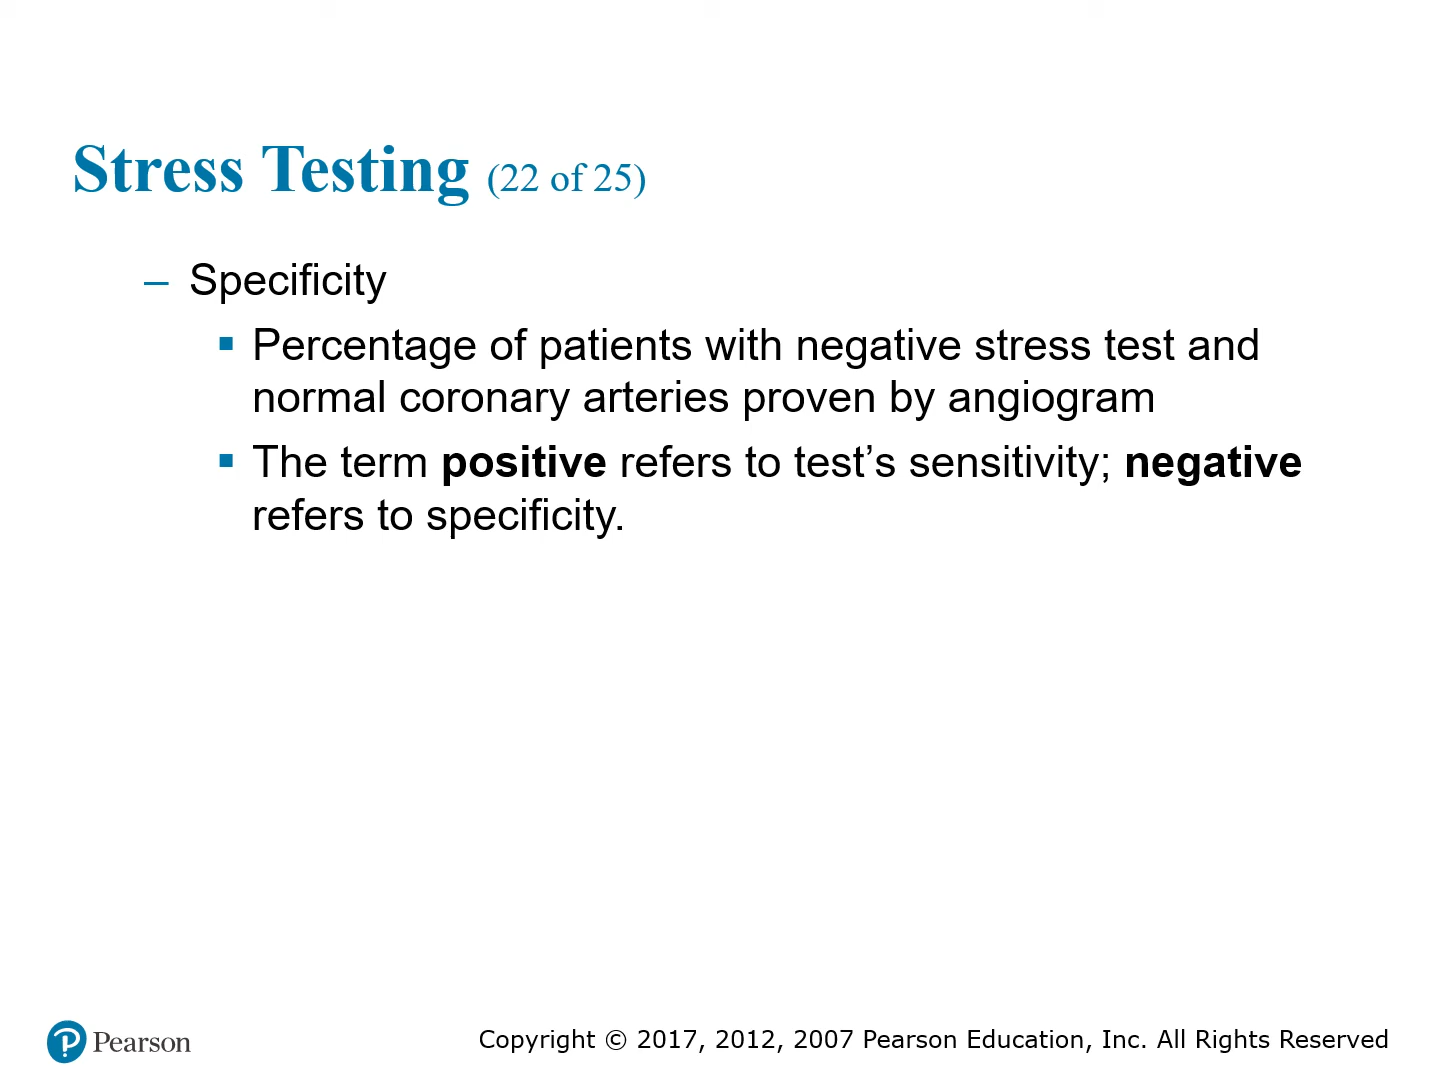 Stress Testing (22 of 25)
– Specificity
▪ Percentage of patients with negative stress test and
normal coronary arteries proven by angiogram
▪ The term positive refers to test’s sensitivity; negative
refers to specificity.
Pearson
Copyright © 2017, 2012, 2007 Pearson Education, Inc. All Rights Reserved